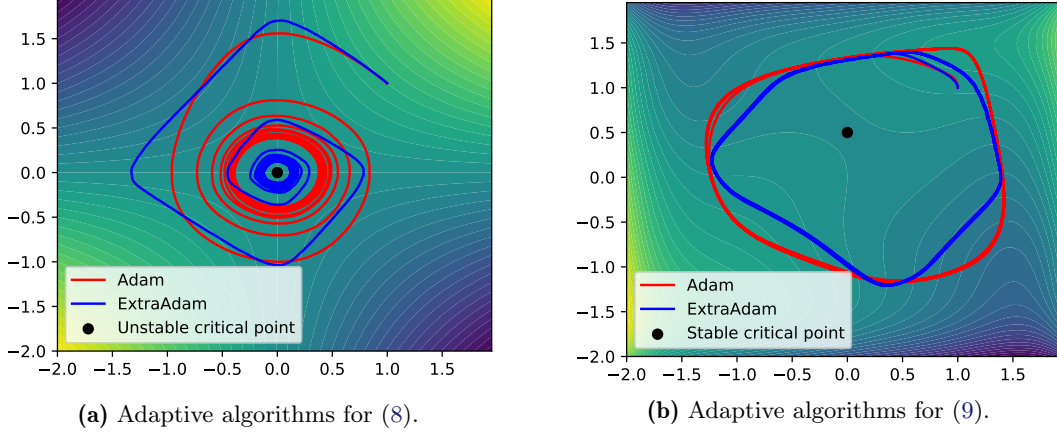 1.5
1.0
0.5
0.0
−0.5
−1.0
−1.5
−2.0
−2.0 −1.5 −1.0 −0.5 0.0 0.5 1.0 1.5
Adam
ExtraAdam
Unstable critical point
(a) Adaptive algorithms for (8).
1.5
1.0
0.5
0.0
−0.5
−1.0
−1.5
−2.0
−2.0 −1.5 −1.0 −0.5 0.0 0.5 1.0 1.5
Adam
ExtraAdam
Stable critical point
(b) Adaptive algorithms for (9).